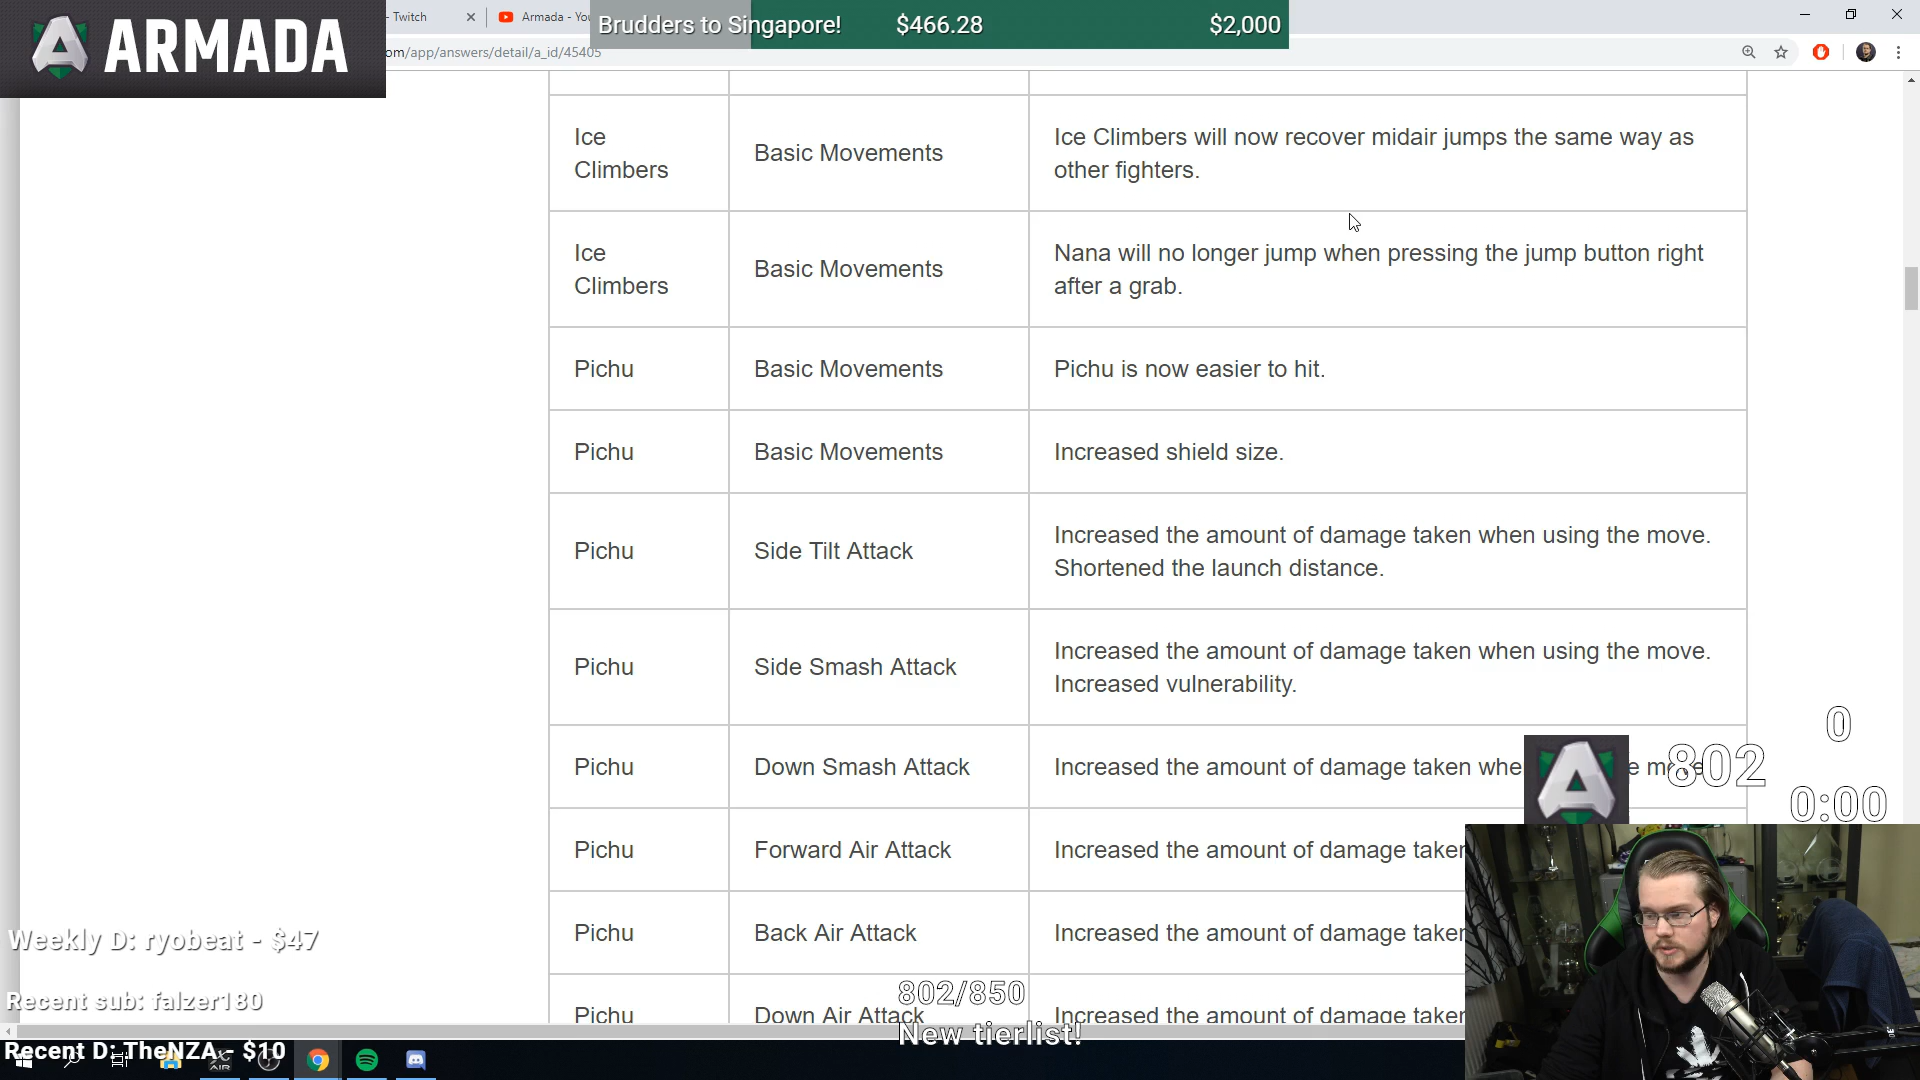 ARMADA
- Twitch
Armada - You
om/app/answers/detail/a_id/45405
Brudders to Singapore! $466.28 $2,000
Ice Climbers
Basic Movements
Ice Climbers will now recover midair jumps the same way as
other fighters.
Ice Climbers
Basic Movements
Nana will no longer jump when pressing the jump button right
after a grab.
Pichu
Basic Movements
Pichu is now easier to hit.
Pichu
Basic Movements
Increased shield size.
Pichu
Side Tilt Attack
Increased the amount of damage taken when using the move.
Shortened the launch distance.
Pichu
Side Smash Attack
Increased the amount of damage taken when using the move.
Increased vulnerability.
Pichu
Down Smash Attack
Increased the amount of damage taken
Pichu
Forward Air Attack
Increased the amount of damage taken
Pichu
Back Air Attack
Increased the amount of damage taken
Pichu
Down Air Attack
Increased the amount of damage taken
0
802
0:00
Weekly D: ryobeat - $47
Recent sub: falzer180
802/850
New tierlist!
Recent D: TheNZA - $10
XC
AIR